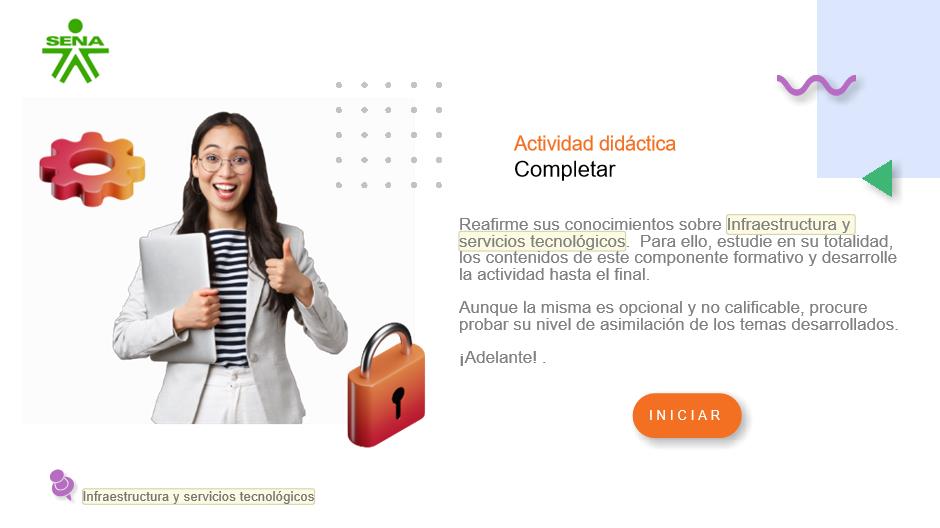 SENA
Actividad didáctica
Completar
Reafirme sus conocimientos sobre Infraestructura y
servicios tecnológicos. Para ello, estudie en su totalidad,
los contenidos de este componente formativo y desarrolle
la actividad hasta el final.
Aunque la misma es opcional y no calificable, procure
probar su nivel de asimilación de los temas desarrollados.
¡Adelante! .
INICIAR
Infraestructura y servicios tecnológicos